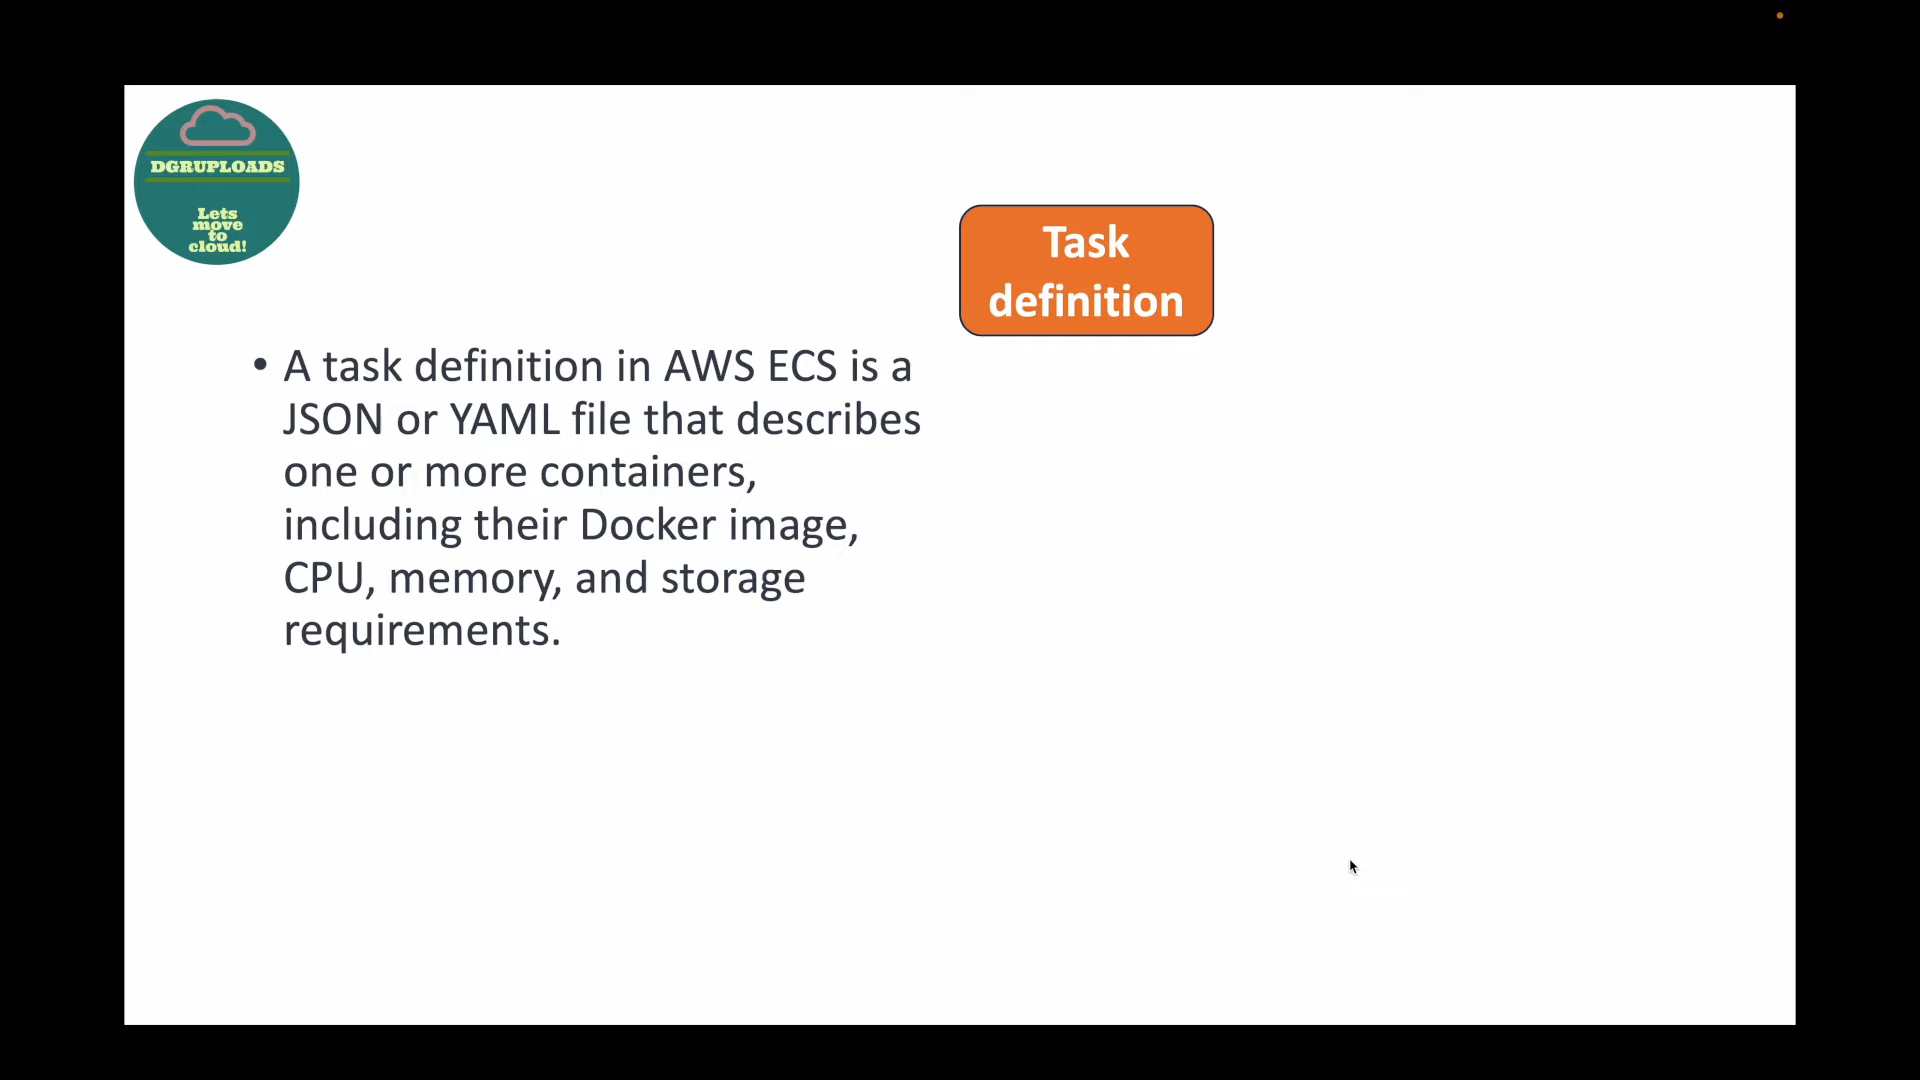 DGRUPLOADS
Lets
move
to
cloud!
Task
definition
• A task definition in AWS ECS is a
JSON or YAML file that describes
one or more containers,
including their Docker image,
CPU, memory, and storage
requirements.